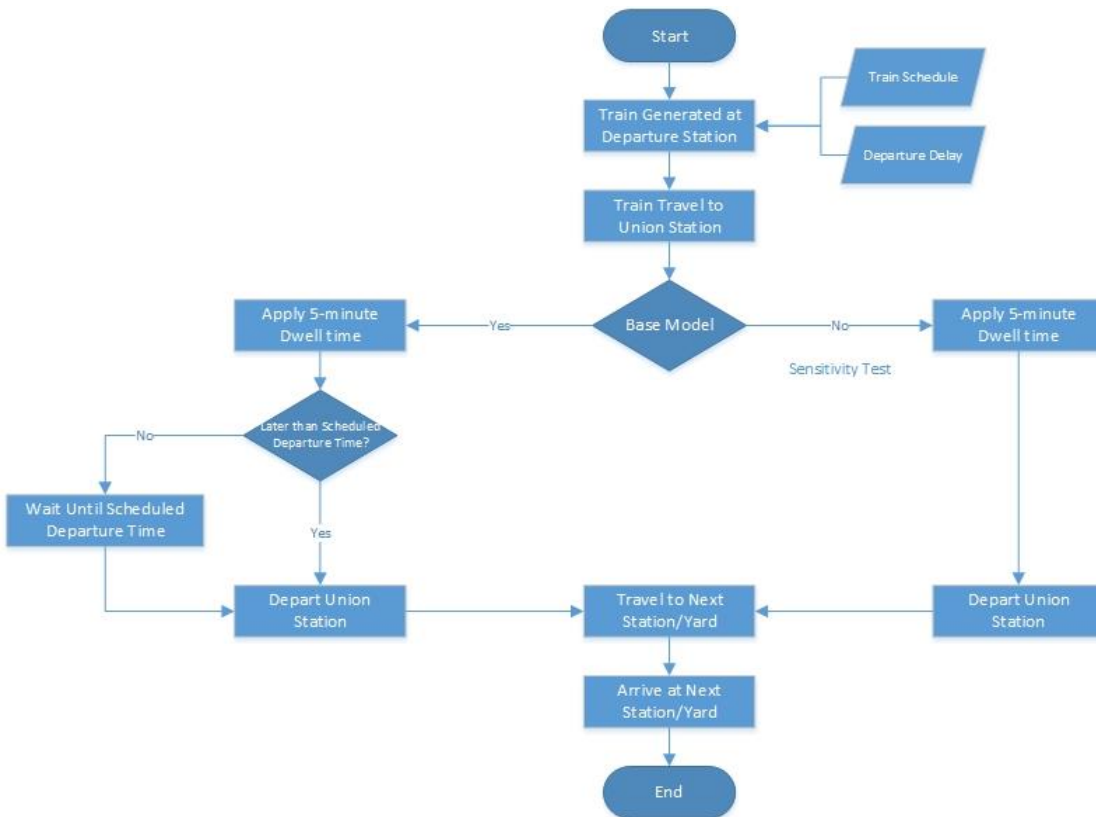 Start
Train Schedule
Train Generated at
Departure Station
Departure Delay
Train Travel to
Union Station
Apply 5-minute
Dwell time
Yes
Base Model
No
Apply 5-minute
Dwell time
Sensitivity Test
Later than Scheduled
Departure Time?
No
Wait Until Scheduled
Departure Time
Yes
Depart Union
Station
Travel to Next
Station/Yard
Depart Union
Station
Arrive at Next
Station/Yard
End